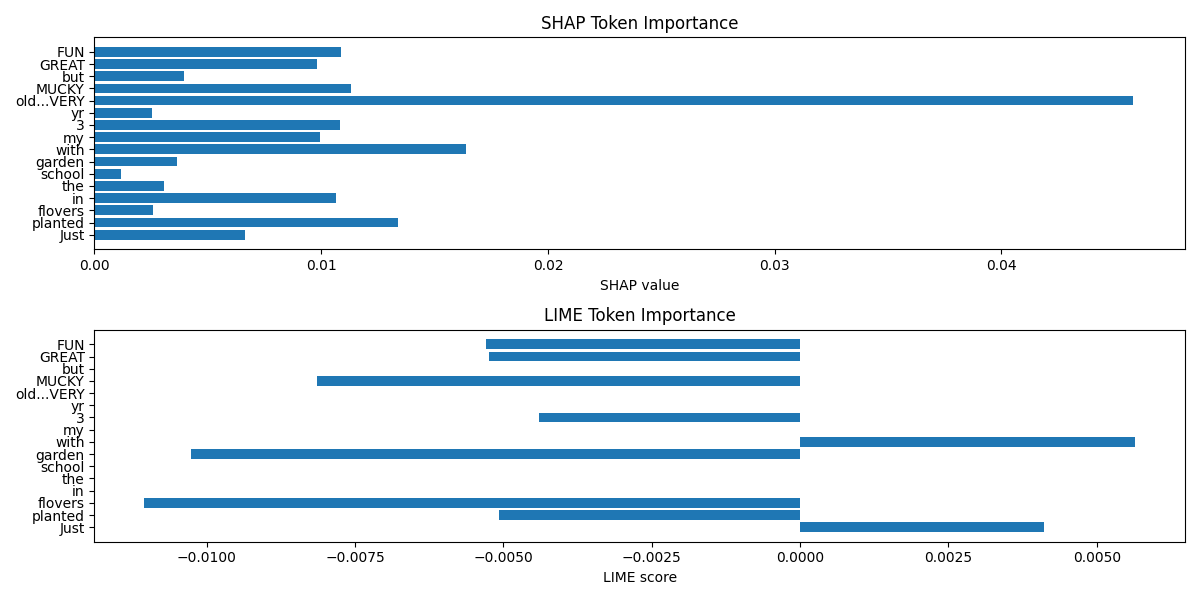 SHAP Token Importance
FUN
GREAT
but
MUCKY
old...VERY
yr
3
my
with
garden
school
the
in
flovers
planted
Just
0.00 0.01 0.02 0.03 0.04
SHAP value
LIME Token Importance
FUN
GREAT
but
MUCKY
old...VERY
yr
3
my
with
garden
school
the
in
flovers
planted
Just
−0.0100 −0.0075 −0.0050 −0.0025 0.0000 0.0025 0.0050
LIME score